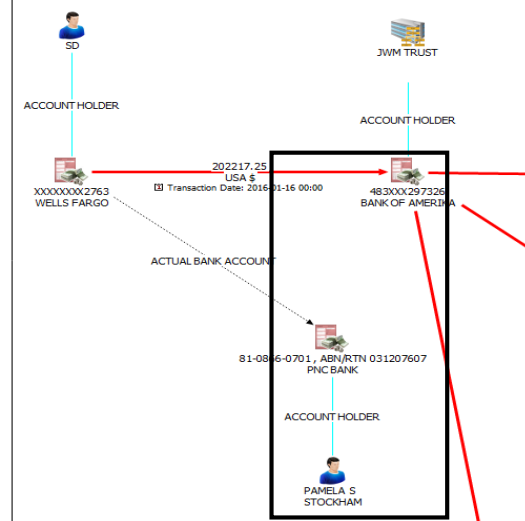 SD
JWM TRUST
ACCOUNT HOLDER
ACCOUNT HOLDER
202217.25
USA $
Transaction Date: 2016-01-16 00:00
XXXXXXXX2763
WELLS FARGO
483XXX297326
BANK OF AMERIKA
ACTUAL BANK ACCOUNT
81-0866-0701 , ABN/RTN 031207607
PNC BANK
ACCOUNT HOLDER
PAMELA S
STOCKHAM